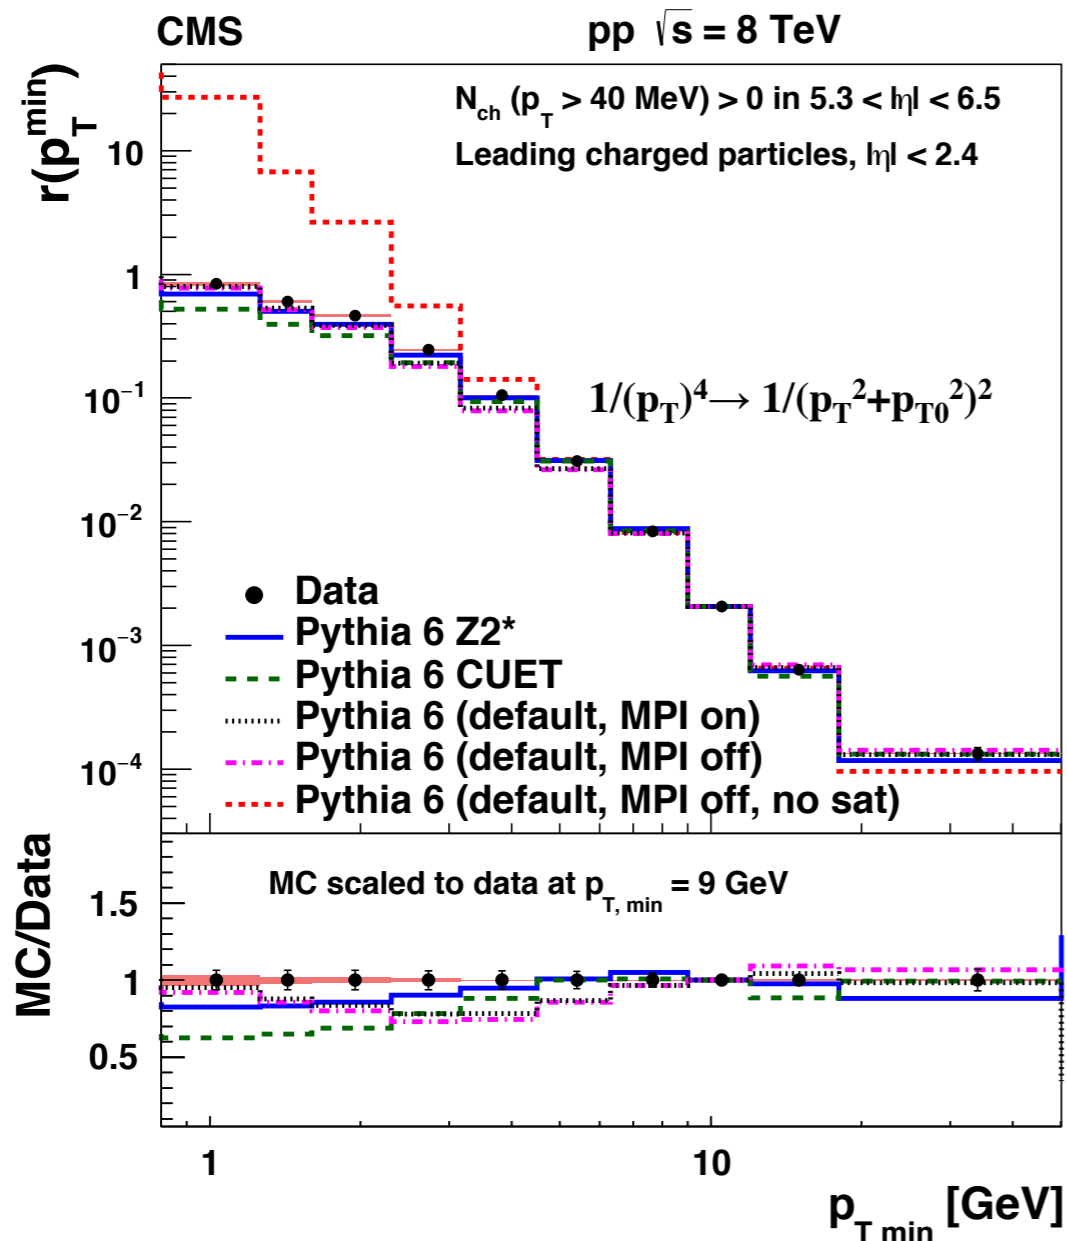 CMS
pp √s = 8 TeV
N_ch (p_T > 40 MeV) > 0 in 5.3 < |η| < 6.5
Leading charged particles, |η| < 2.4
r(p_T^min)
10
1
10^-1
10^-2
10^-3
10^-4
1/(p_T)^4→ 1/(p_T^2+p_T0^2)^2
Data
Pythia 6 Z2*
Pythia 6 CUET
Pythia 6 (default, MPI on)
Pythia 6 (default, MPI off)
Pythia 6 (default, MPI off, no sat)
MC/Data
MC scaled to data at p_T, min = 9 GeV
1.5
1
0.5
1
10
p_T min [GeV]